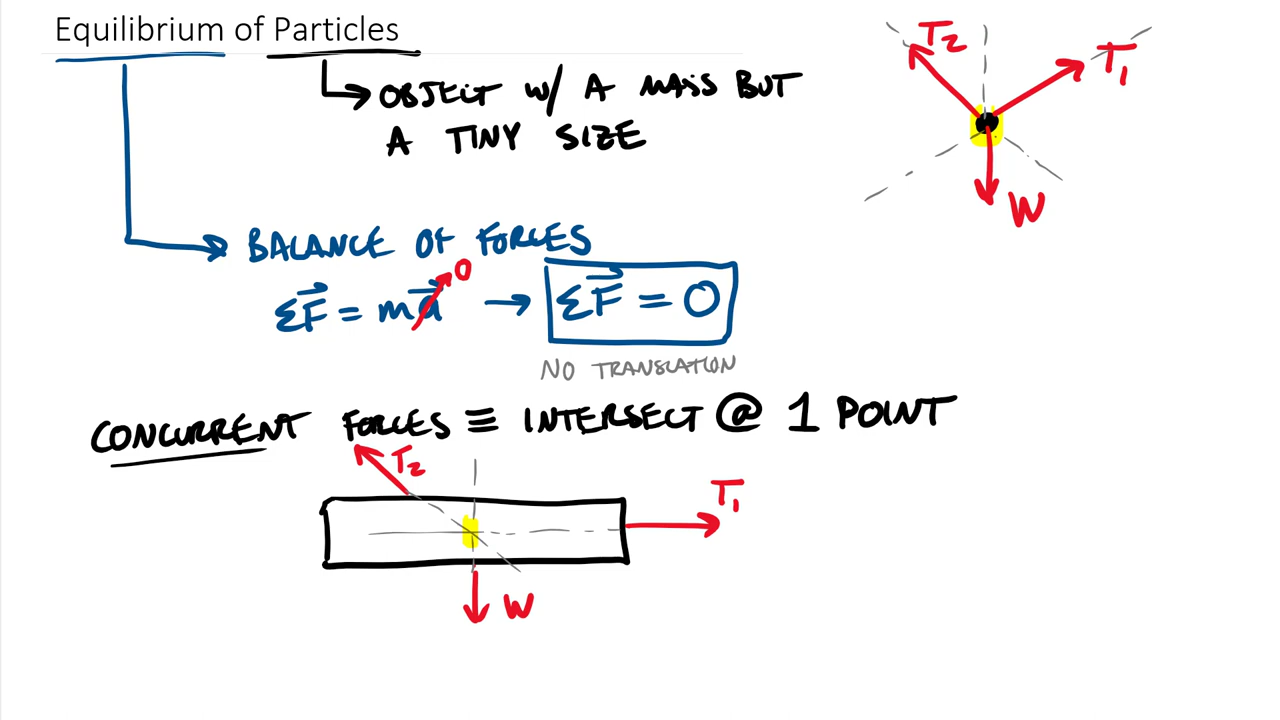 Equilibrium of Particles
OBJECT w/ A MASS BUT
A TINY SIZE
T₂
T₁
W
BALANCE OF FORCES
ΣF⃗ = ma⃗ 0 → ΣF⃗ = 0
NO TRANSLATION
CONCURRENT FORCES ≡ INTERSECT @ 1 POINT
T₂
T₁
W